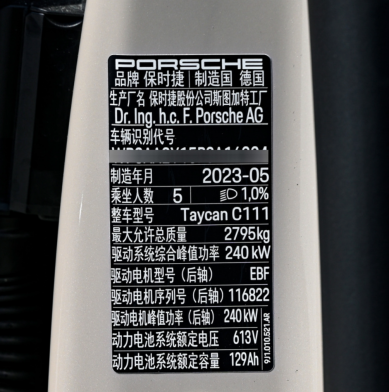 PORSCHE
品牌 保时捷 制造国 德国
生产厂名 保时捷股份公司斯图加特工厂
Dr. Ing. h.c. F. Porsche AG
车辆识别代号
制造年月 2023-05
乘坐人数 5 1,0%
整车型号 Taycan C111
最大允许总质量 2795kg
驱动系统综合峰值功率 240 kW
驱动电机型号（后轴） EBF
驱动电机序列号（后轴） 116822
驱动电机峰值功率（后轴） 240 kW
动力电池系统额定电压 613V
动力电池系统额定容量 129Ah
9J1.010.521.AR